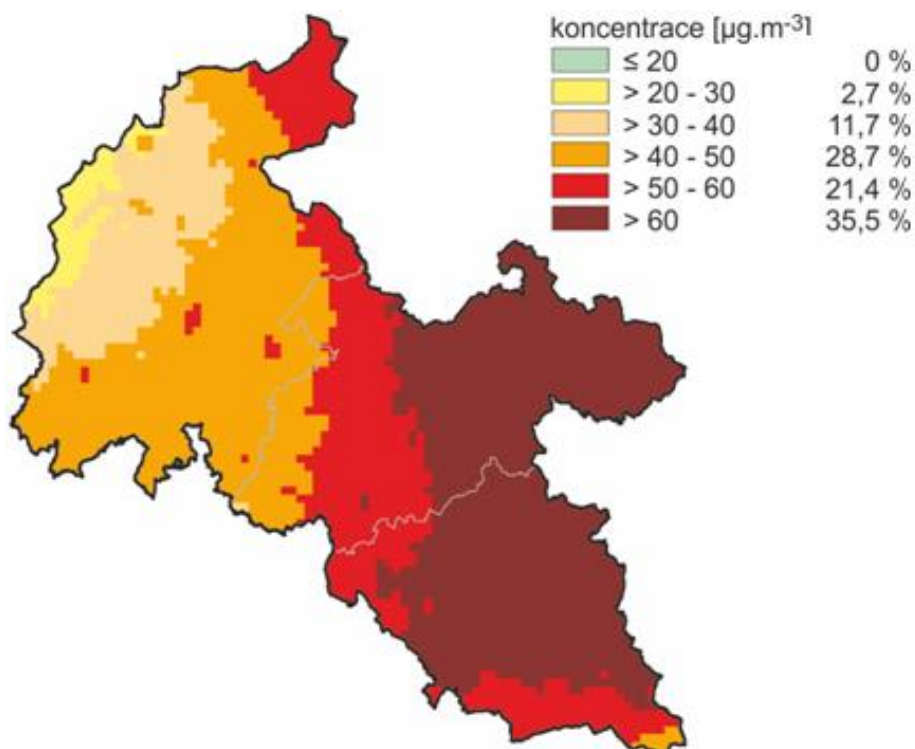 koncentrace [µg.m-3]
≤ 20 0 %
> 20 - 30 2,7 %
> 30 - 40 11,7 %
> 40 - 50 28,7 %
> 50 - 60 21,4 %
> 60 35,5 %